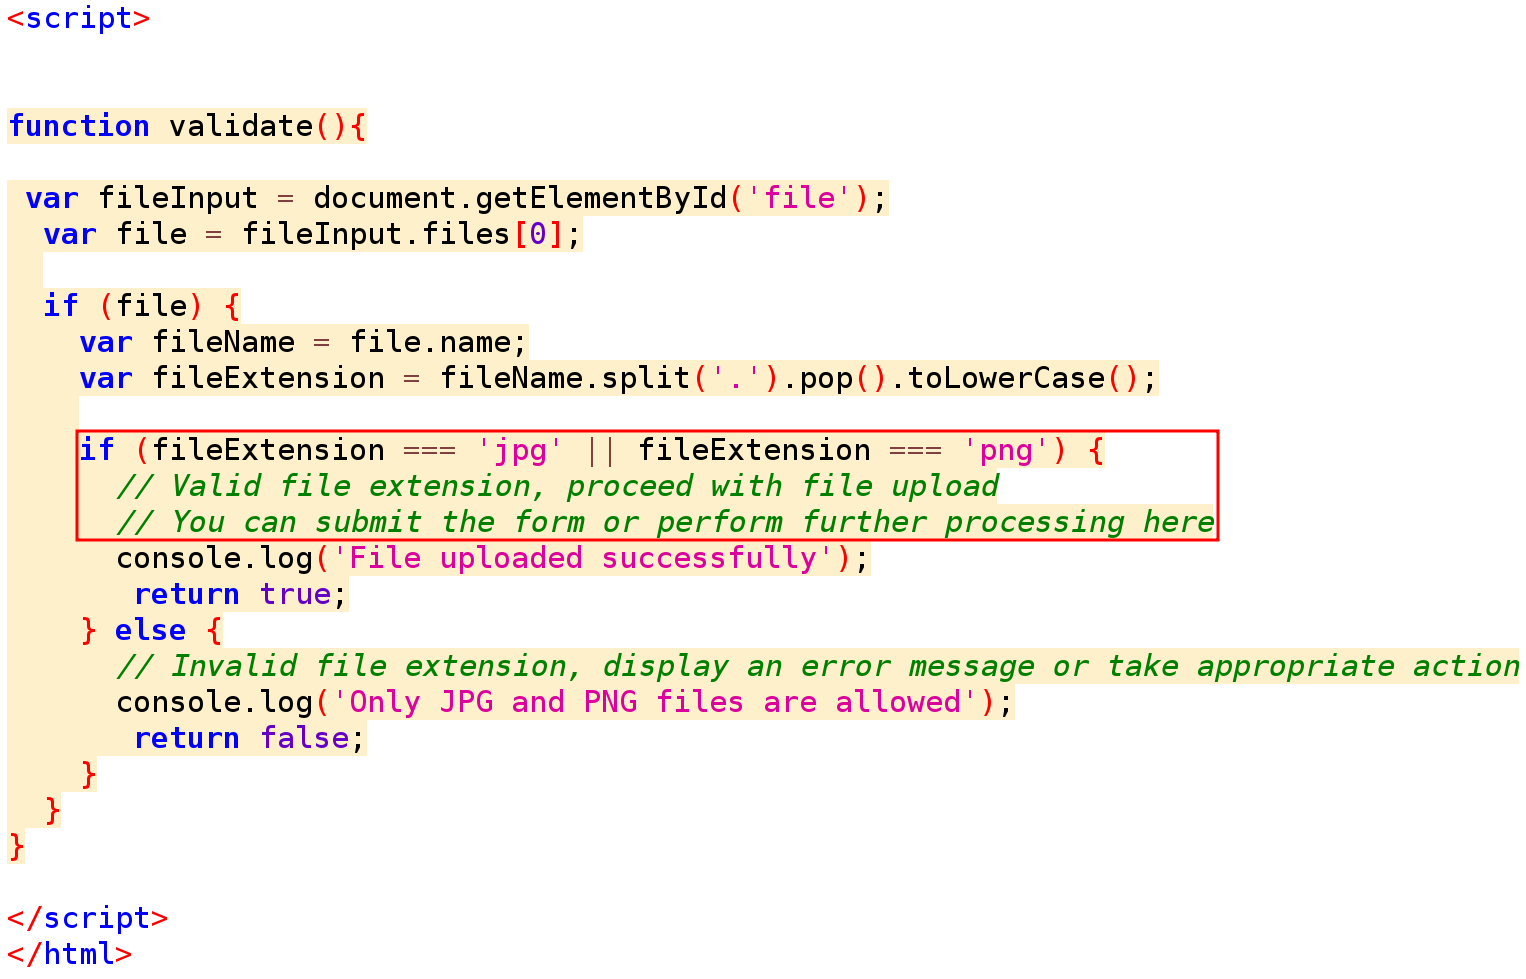 <script>
function validate(){
 var fileInput = document.getElementById('file');
  var file = fileInput.files[0];
  if (file) {
    var fileName = file.name;
    var fileExtension = fileName.split('.').pop().toLowerCase();
    if (fileExtension === 'jpg' || fileExtension === 'png') {
      // Valid file extension, proceed with file upload
      // You can submit the form or perform further processing here
      console.log('File uploaded successfully');
       return true;
    } else {
      // Invalid file extension, display an error message or take appropriate action
      console.log('Only JPG and PNG files are allowed');
       return false;
    }
  }
}
</script>
</html>